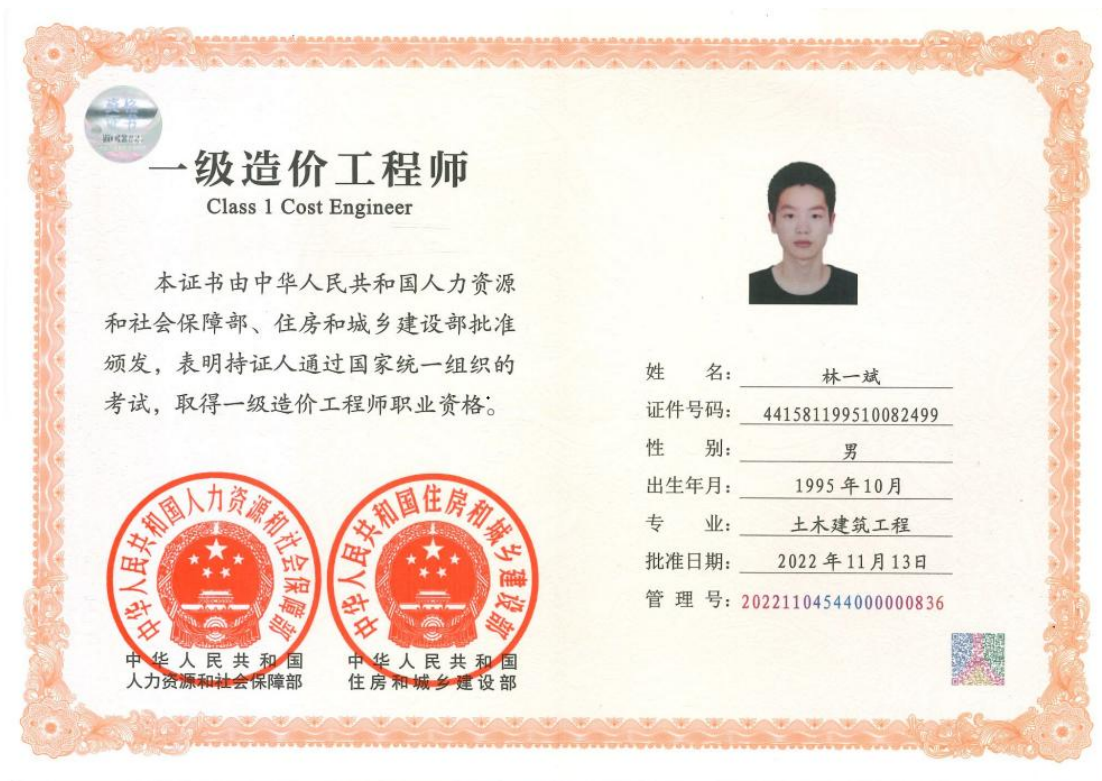 一级造价工程师
Class 1 Cost Engineer
本证书由中华人民共和国人力资源
和社会保障部、住房和城乡建设部批准
颁发，表明持证人通过国家统一组织的
考试，取得一级造价工程师职业资格。
中华人民共和国人力资源和社会保障部
中华人民共和国
人力资源和社会保障部
中华人民共和国住房和城乡建设部
中华人民共和国
住房和城乡建设部
姓 名：林一斌
证件号码：441581199510082499
性 别：男
出生年月：1995年10月
专 业：土木建筑工程
批准日期：2022年11月13日
管 理 号：20221104544000000836